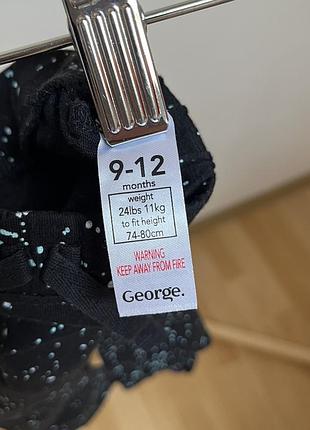 9-12
months
weight
24lbs 11kg
to fit height
74-80cm
WARNING
KEEP AWAY FROM FIRE
George.